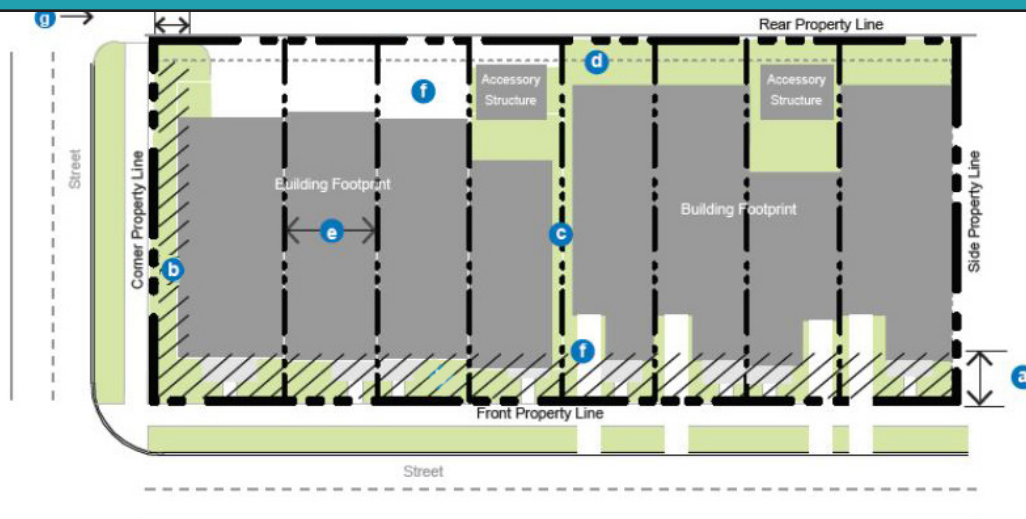 g
Rear Property Line
d
Accessory
Structure
Accessory
Structure
f
Street
Corner Property Line
Building Footprint
Building Footprint
Side Property Line
e
c
b
f
a
Front Property Line
Street